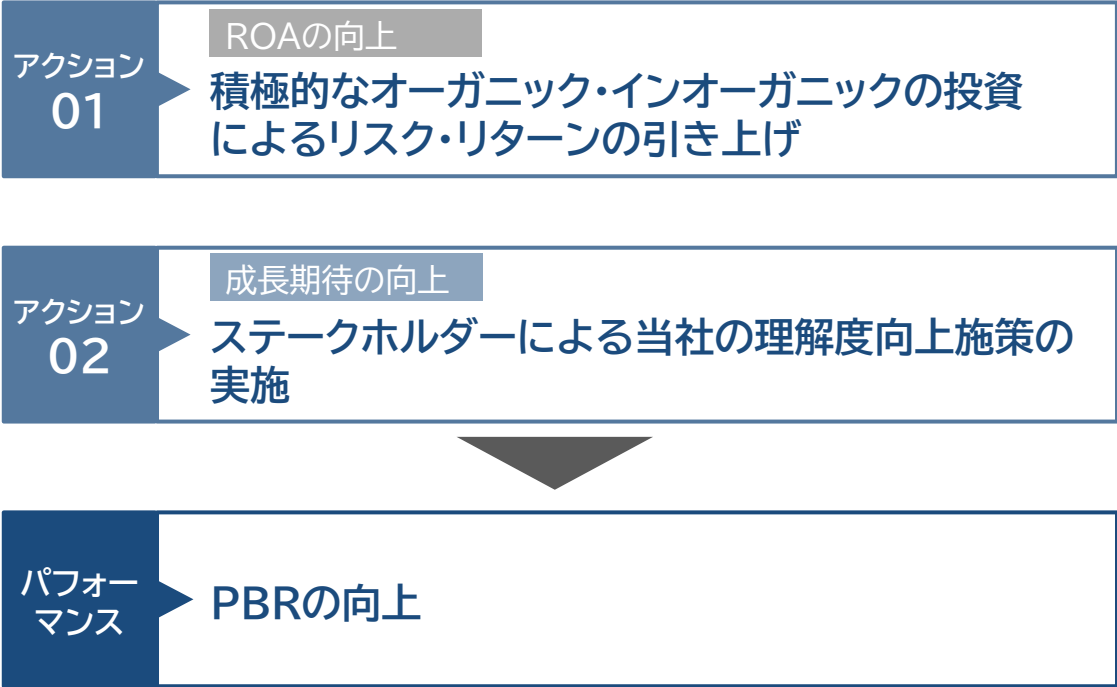 アクション
01
ROAの向上
積極的なオーガニック・インオーガニックの投資
によるリスク・リターンの引き上げ
アクション
02
成長期待の向上
ステークホルダーによる当社の理解度向上施策の
実施
パフォー
マンス
PBRの向上